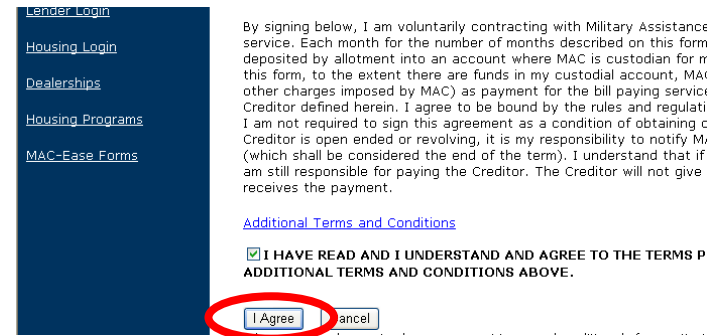 Lender Login
Housing Login
Dealerships
Housing Programs
MAC-Ease Forms
By signing below, I am voluntarily contracting with Military Assistance
service. Each month for the number of months described on this form
deposited by allotment into an account where MAC is custodian for m
this form, to the extent there are funds in my custodial account, MA
other charges imposed by MAC) as payment for the bill paying service
Creditor defined herein. I agree to be bound by the rules and regulati
I am not required to sign this agreement as a condition of obtaining c
Creditor is open ended or revolving, it is my responsibility to notify MA
(which shall be considered the end of the term). I understand that if
am still responsible for paying the Creditor. The Creditor will not give
receives the payment.
Additional Terms and Conditions
I HAVE READ AND I UNDERSTAND AND AGREE TO THE TERMS P
ADDITIONAL TERMS AND CONDITIONS ABOVE.
I Agree
Cancel